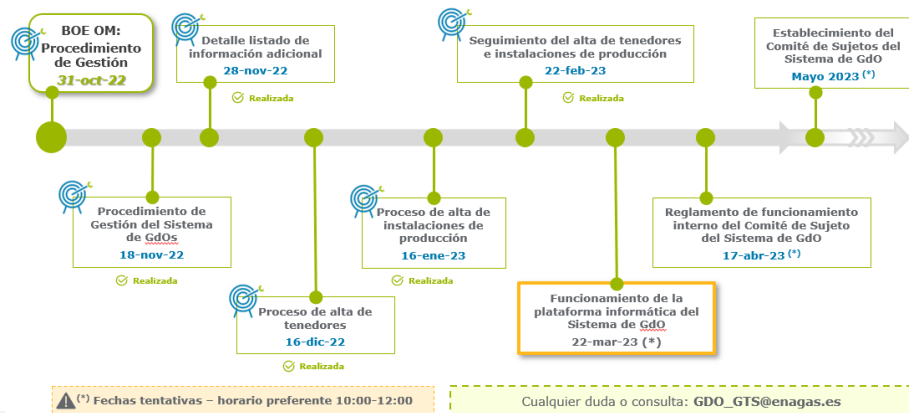 BOE OM:
Procedimiento
de Gestión
31-oct-22
Detalle listado de
información adicional
28-nov-22
Realizada
Seguimiento del alta de tenedores
e instalaciones de producción
22-feb-23
Realizada
Establecimiento del
Comité de Sujetos del
Sistema de GdO
Mayo 2023 (*)
Procedimiento de
Gestión del Sistema
de GdOs
18-nov-22
Realizada
Proceso de alta de
tenedores
16-dic-22
Realizada
Proceso de alta de
instalaciones de
producción
16-ene-23
Realizada
Funcionamiento de la
plataforma informática del
Sistema de GdO
22-mar-23 (*)
Reglamento de funcionamiento
interno del Comité de Sujeto
del Sistema de GdO
17-abr-23 (*)
(*) Fechas tentativas – horario preferente 10:00-12:00
Cualquier duda o consulta: GDO_GTS@enagas.es